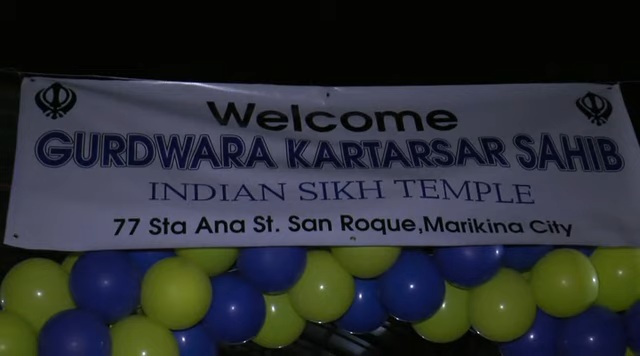 Welcome
GURDWARA KARTARSAR SAHIB
INDIAN SIKH TEMPLE
77 Sta Ana St. San Roque,Marikina City